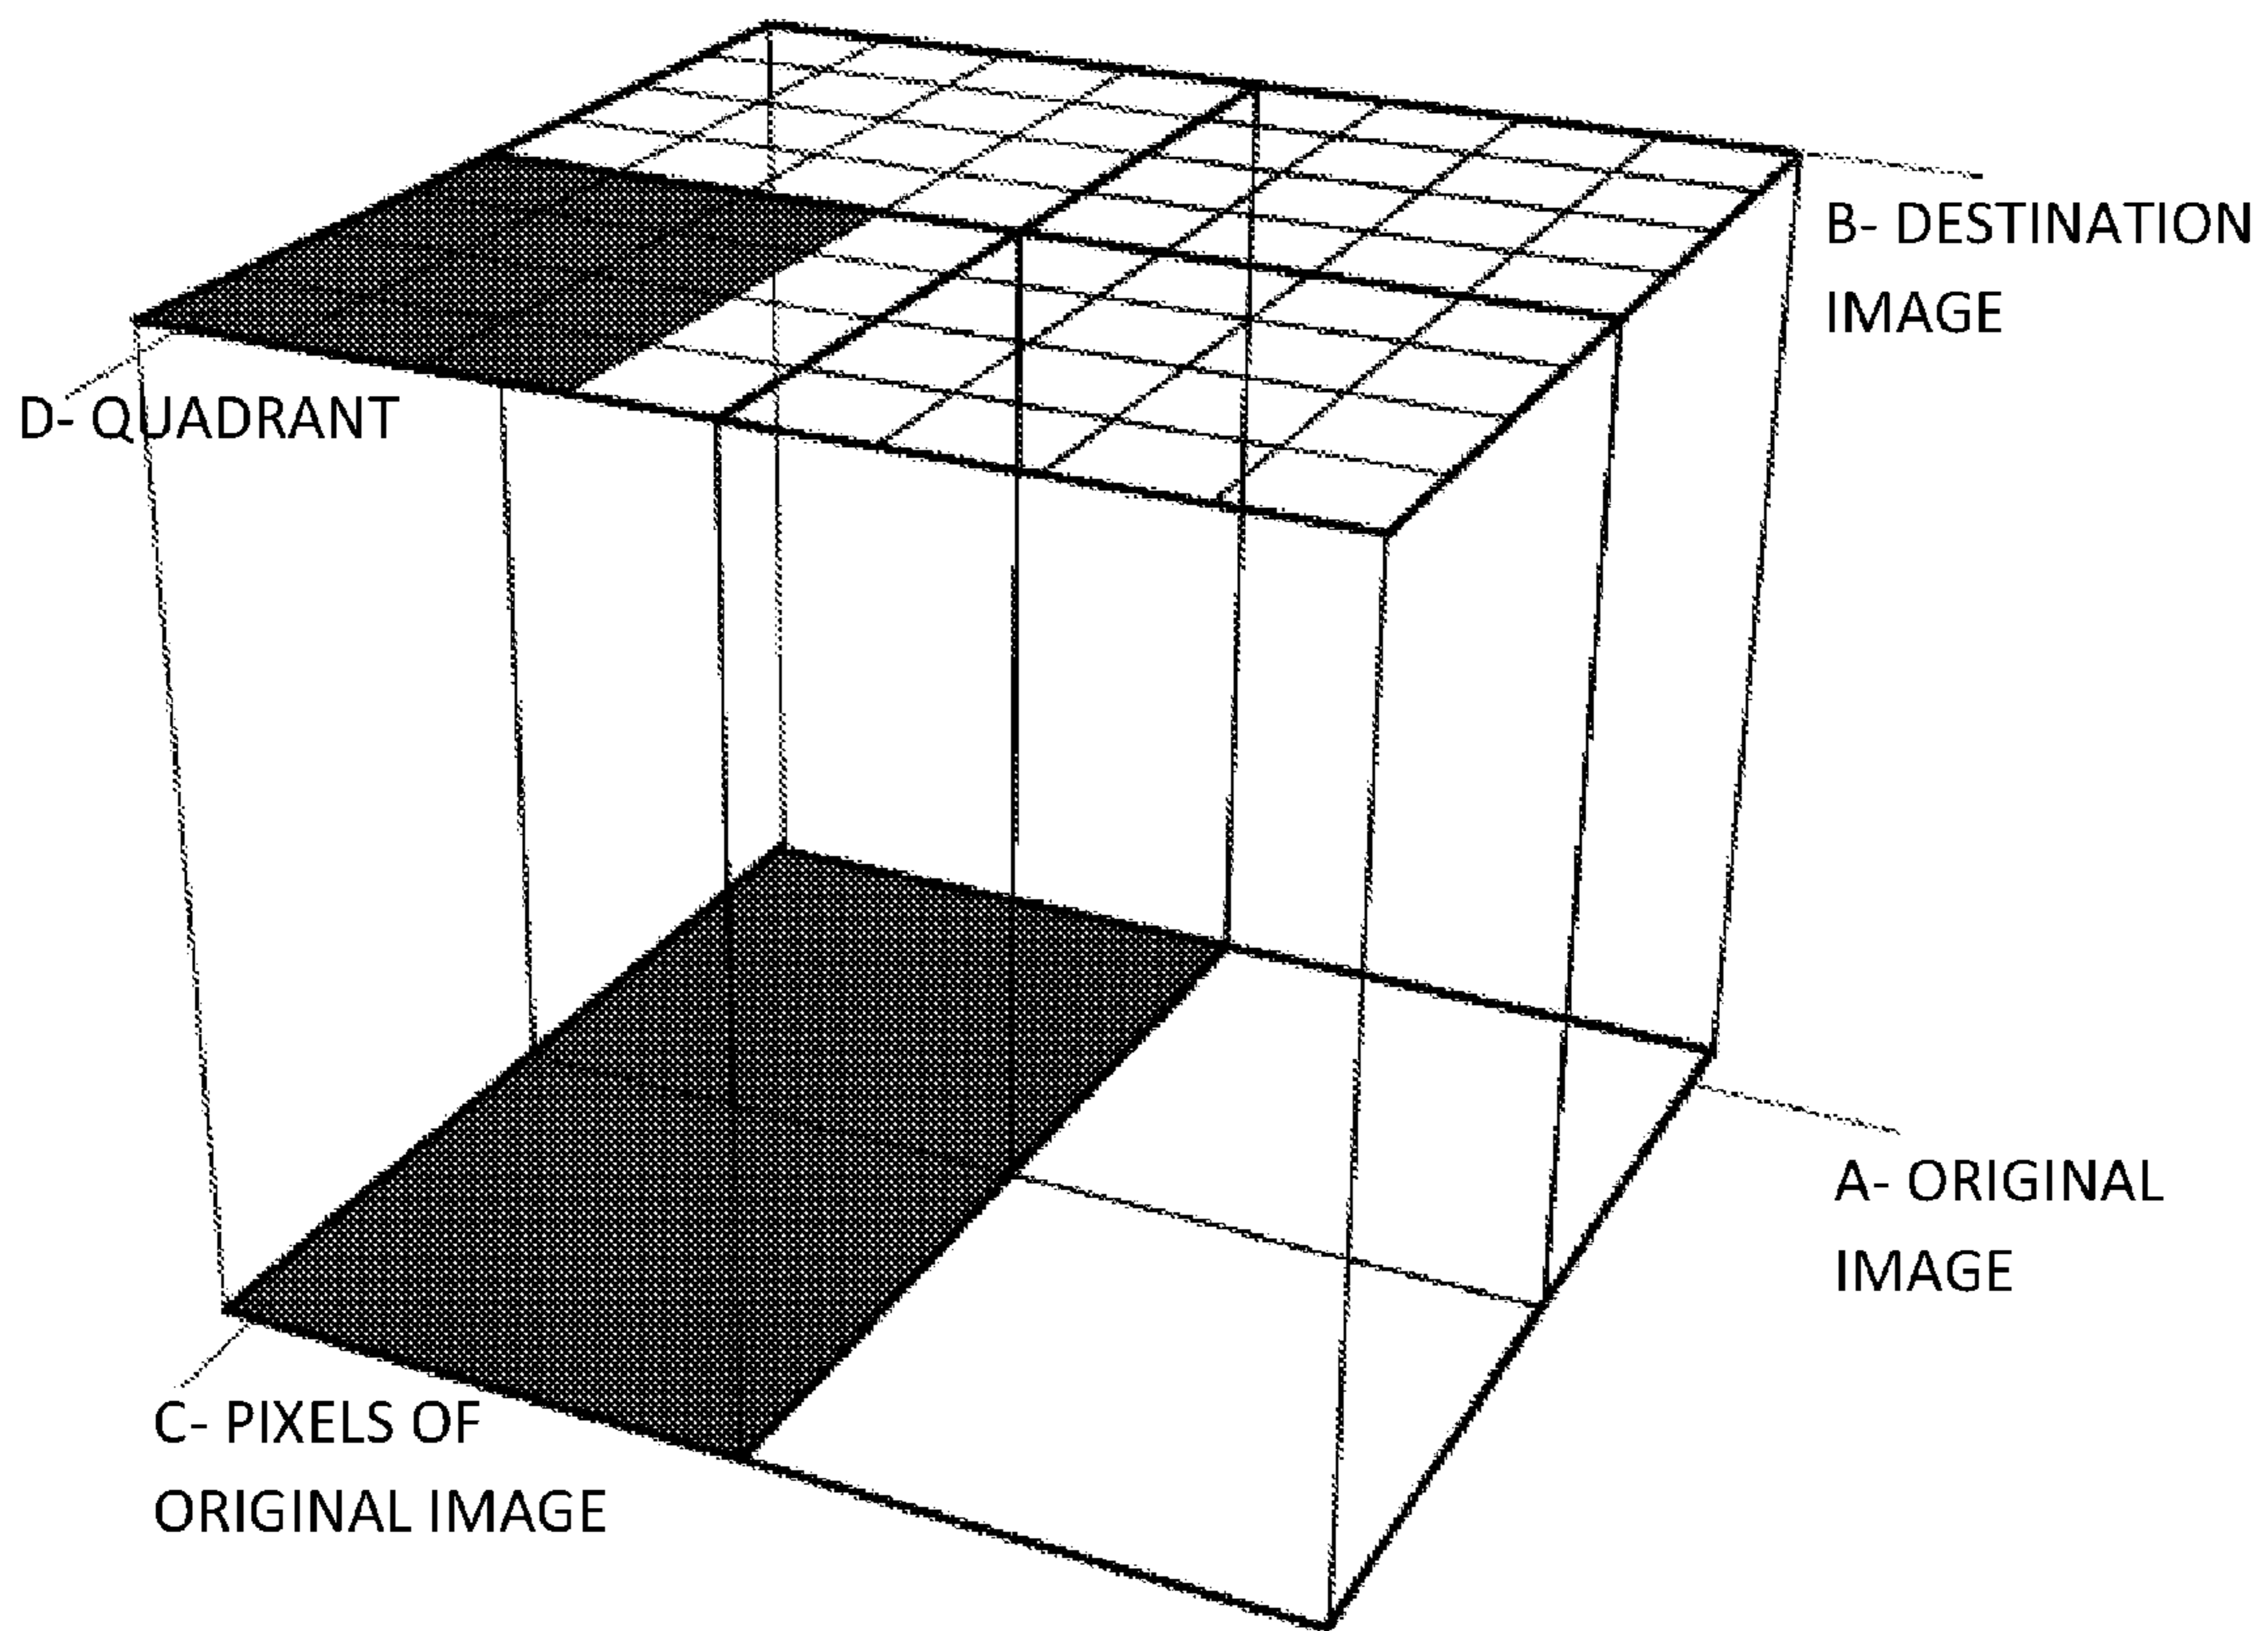 B- DESTINATION
IMAGE
D- QUADRANT
A- ORIGINAL
IMAGE
C- PIXELS OF
ORIGINAL IMAGE